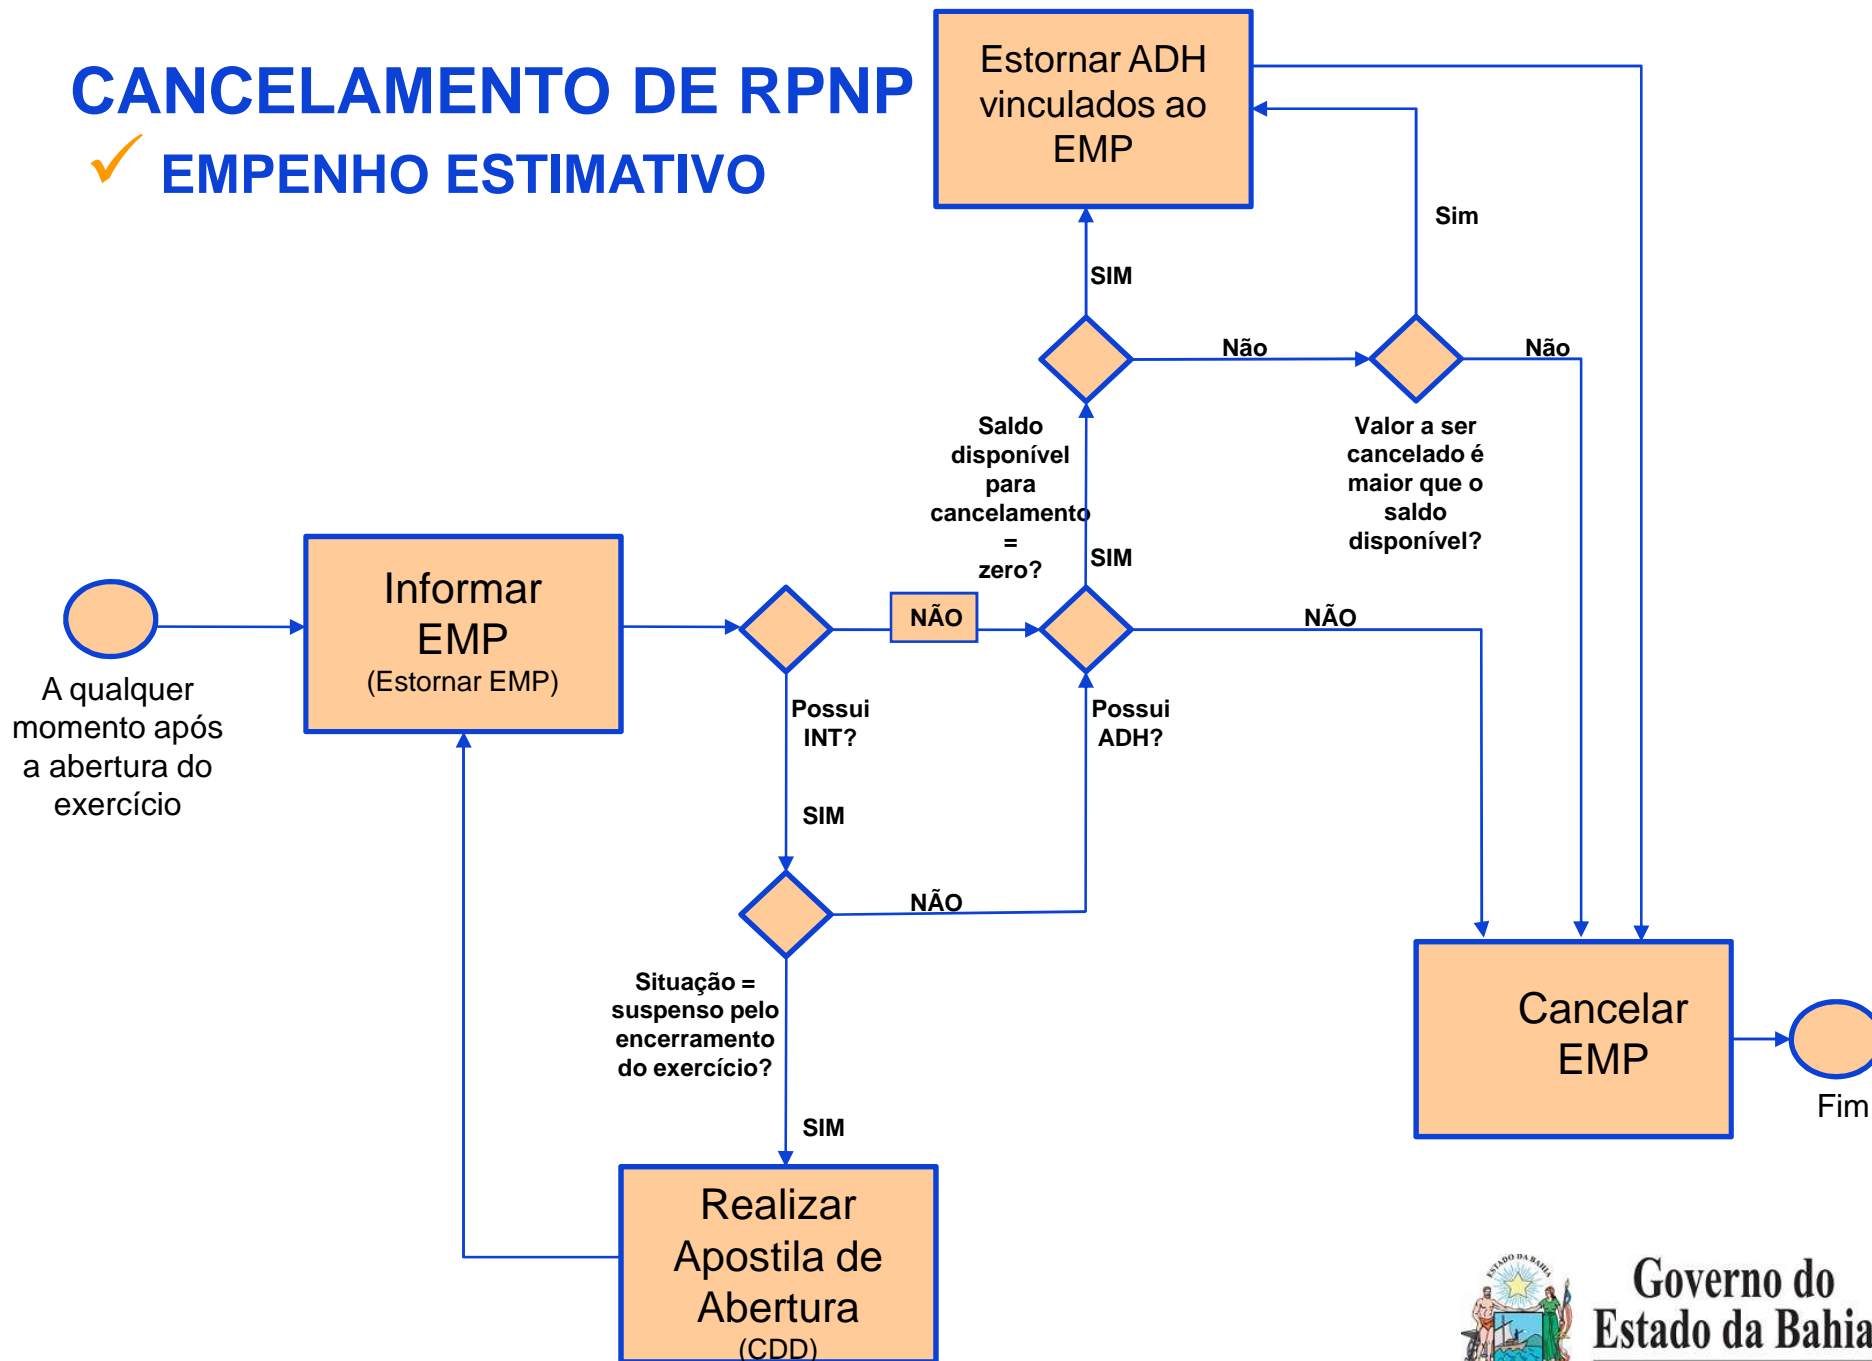 CANCELAMENTO DE RPNP
EMPENHO ESTIMATIVO
Estornar ADH
vinculados ao
EMP
Sim
SIM
Não
Não
Saldo
disponível
para
cancelamento
=
zero?
Valor a ser
cancelado é
maior que o
saldo
disponível?
SIM
Informar
EMP
(Estornar EMP)
NÃO
NÃO
A qualquer
momento após
a abertura do
exercício
Possui
INT?
Possui
ADH?
SIM
NÃO
Situação =
suspenso pelo
encerramento
do exercício?
SIM
Cancelar
EMP
Fim
Realizar
Apostila de
Abertura
(CDD)
ESTADO DA BAHIA
Governo do
Estado da Bahia